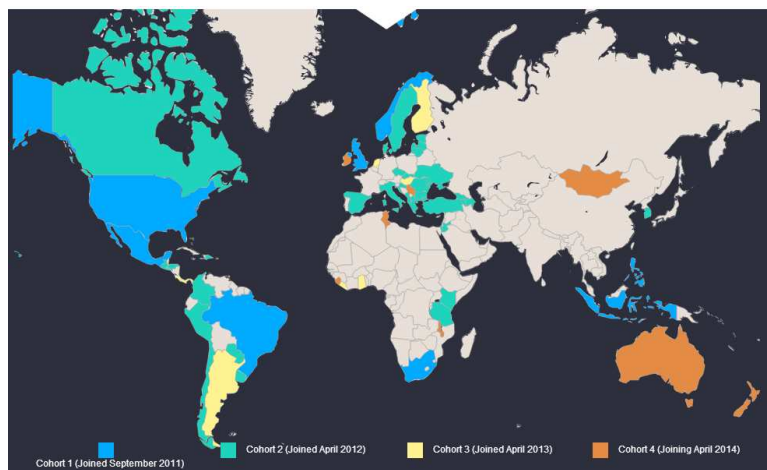 Cohort 1 (Joined September 2011)
Cohort 2 (Joined April 2012)
Cohort 3 (Joined April 2013)
Cohort 4 (Joining April 2014)